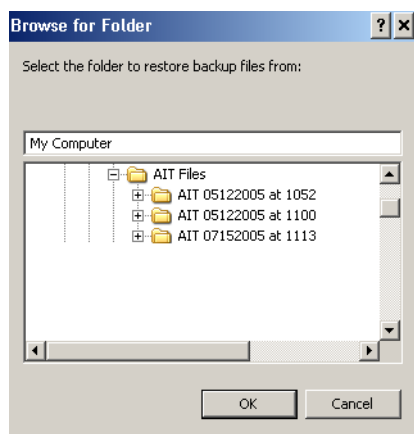 Browse for Folder
Select the folder to restore backup files from:
My Computer
AIT Files
AIT 05122005 at 1052
AIT 05122005 at 1100
AIT 07152005 at 1113
OK Cancel